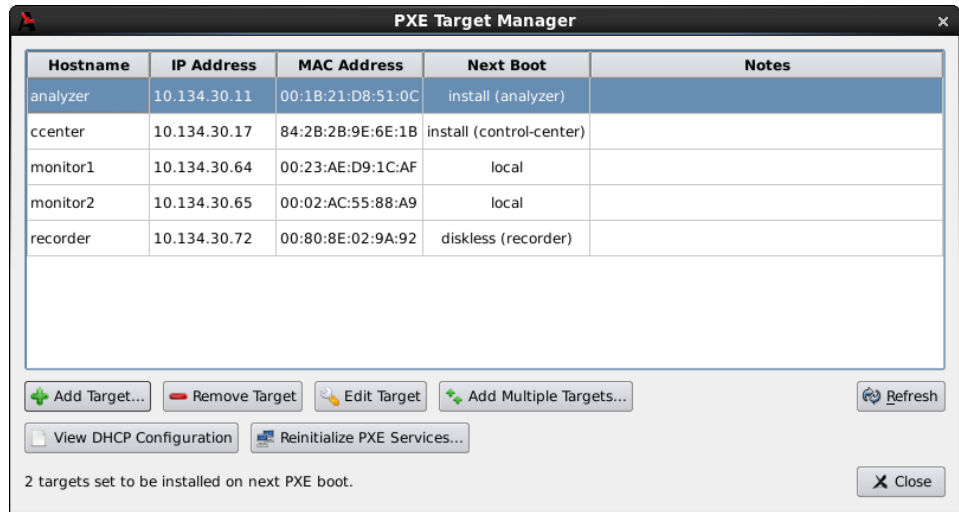 PXE Target Manager
Hostname IP Address MAC Address Next Boot Notes
analyzer 10.134.30.11 00:1B:21:D8:51:0C install (analyzer)
ccenter 10.134.30.17 84:2B:2B:9E:6E:1B install (control-center)
monitor1 10.134.30.64 00:23:AE:D9:1C:AF local
monitor2 10.134.30.65 00:02:AC:55:88:A9 local
recorder 10.134.30.72 00:80:8E:02:9A:92 diskless (recorder)
Add Target... Remove Target Edit Target Add Multiple Targets... Refresh
View DHCP Configuration Reinitialize PXE Services...
2 targets set to be installed on next PXE boot. Close